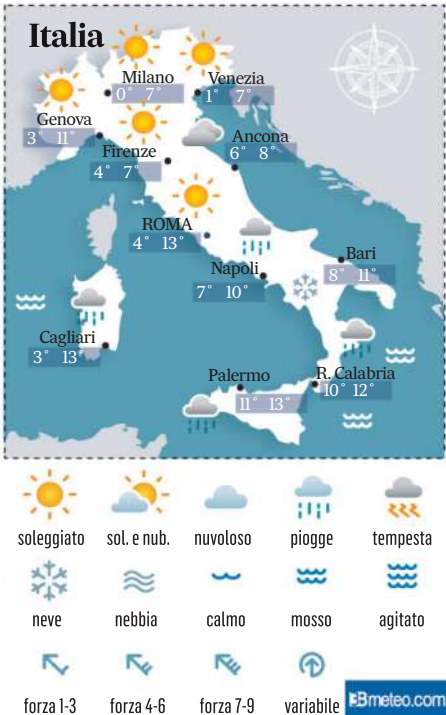 Italia
Milano
0° 7°
Venezia
1° 7°
Genova
3° 11°
Firenze
4° 7°
Ancona
6° 8°
ROMA
4° 13°
Napoli
7° 10°
Bari
8° 11°
Cagliari
3° 13°
Palermo
11° 13°
R. Calabria
10° 12°
soleggiato sol. e nub. nuvoloso piogge tempesta
neve nebbia calmo mosso agitato
forza 1-3 forza 4-6 forza 7-9 variabile
3Bmeteo.com